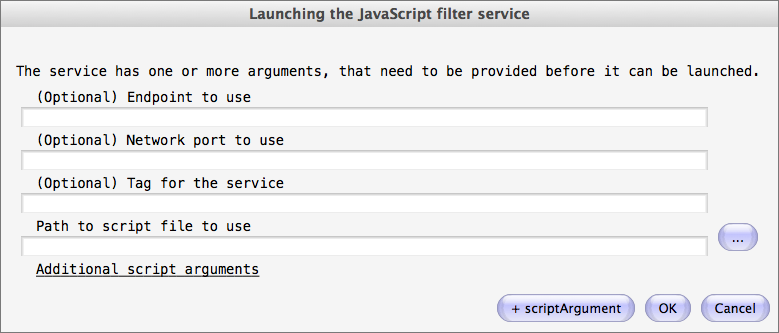 Launching the JavaScript filter service
The service has one or more arguments, that need to be provided before it can be launched.
(Optional) Endpoint to use
(Optional) Network port to use
(Optional) Tag for the service
Path to script file to use
...
Additional script arguments
+ scriptArgument OK Cancel